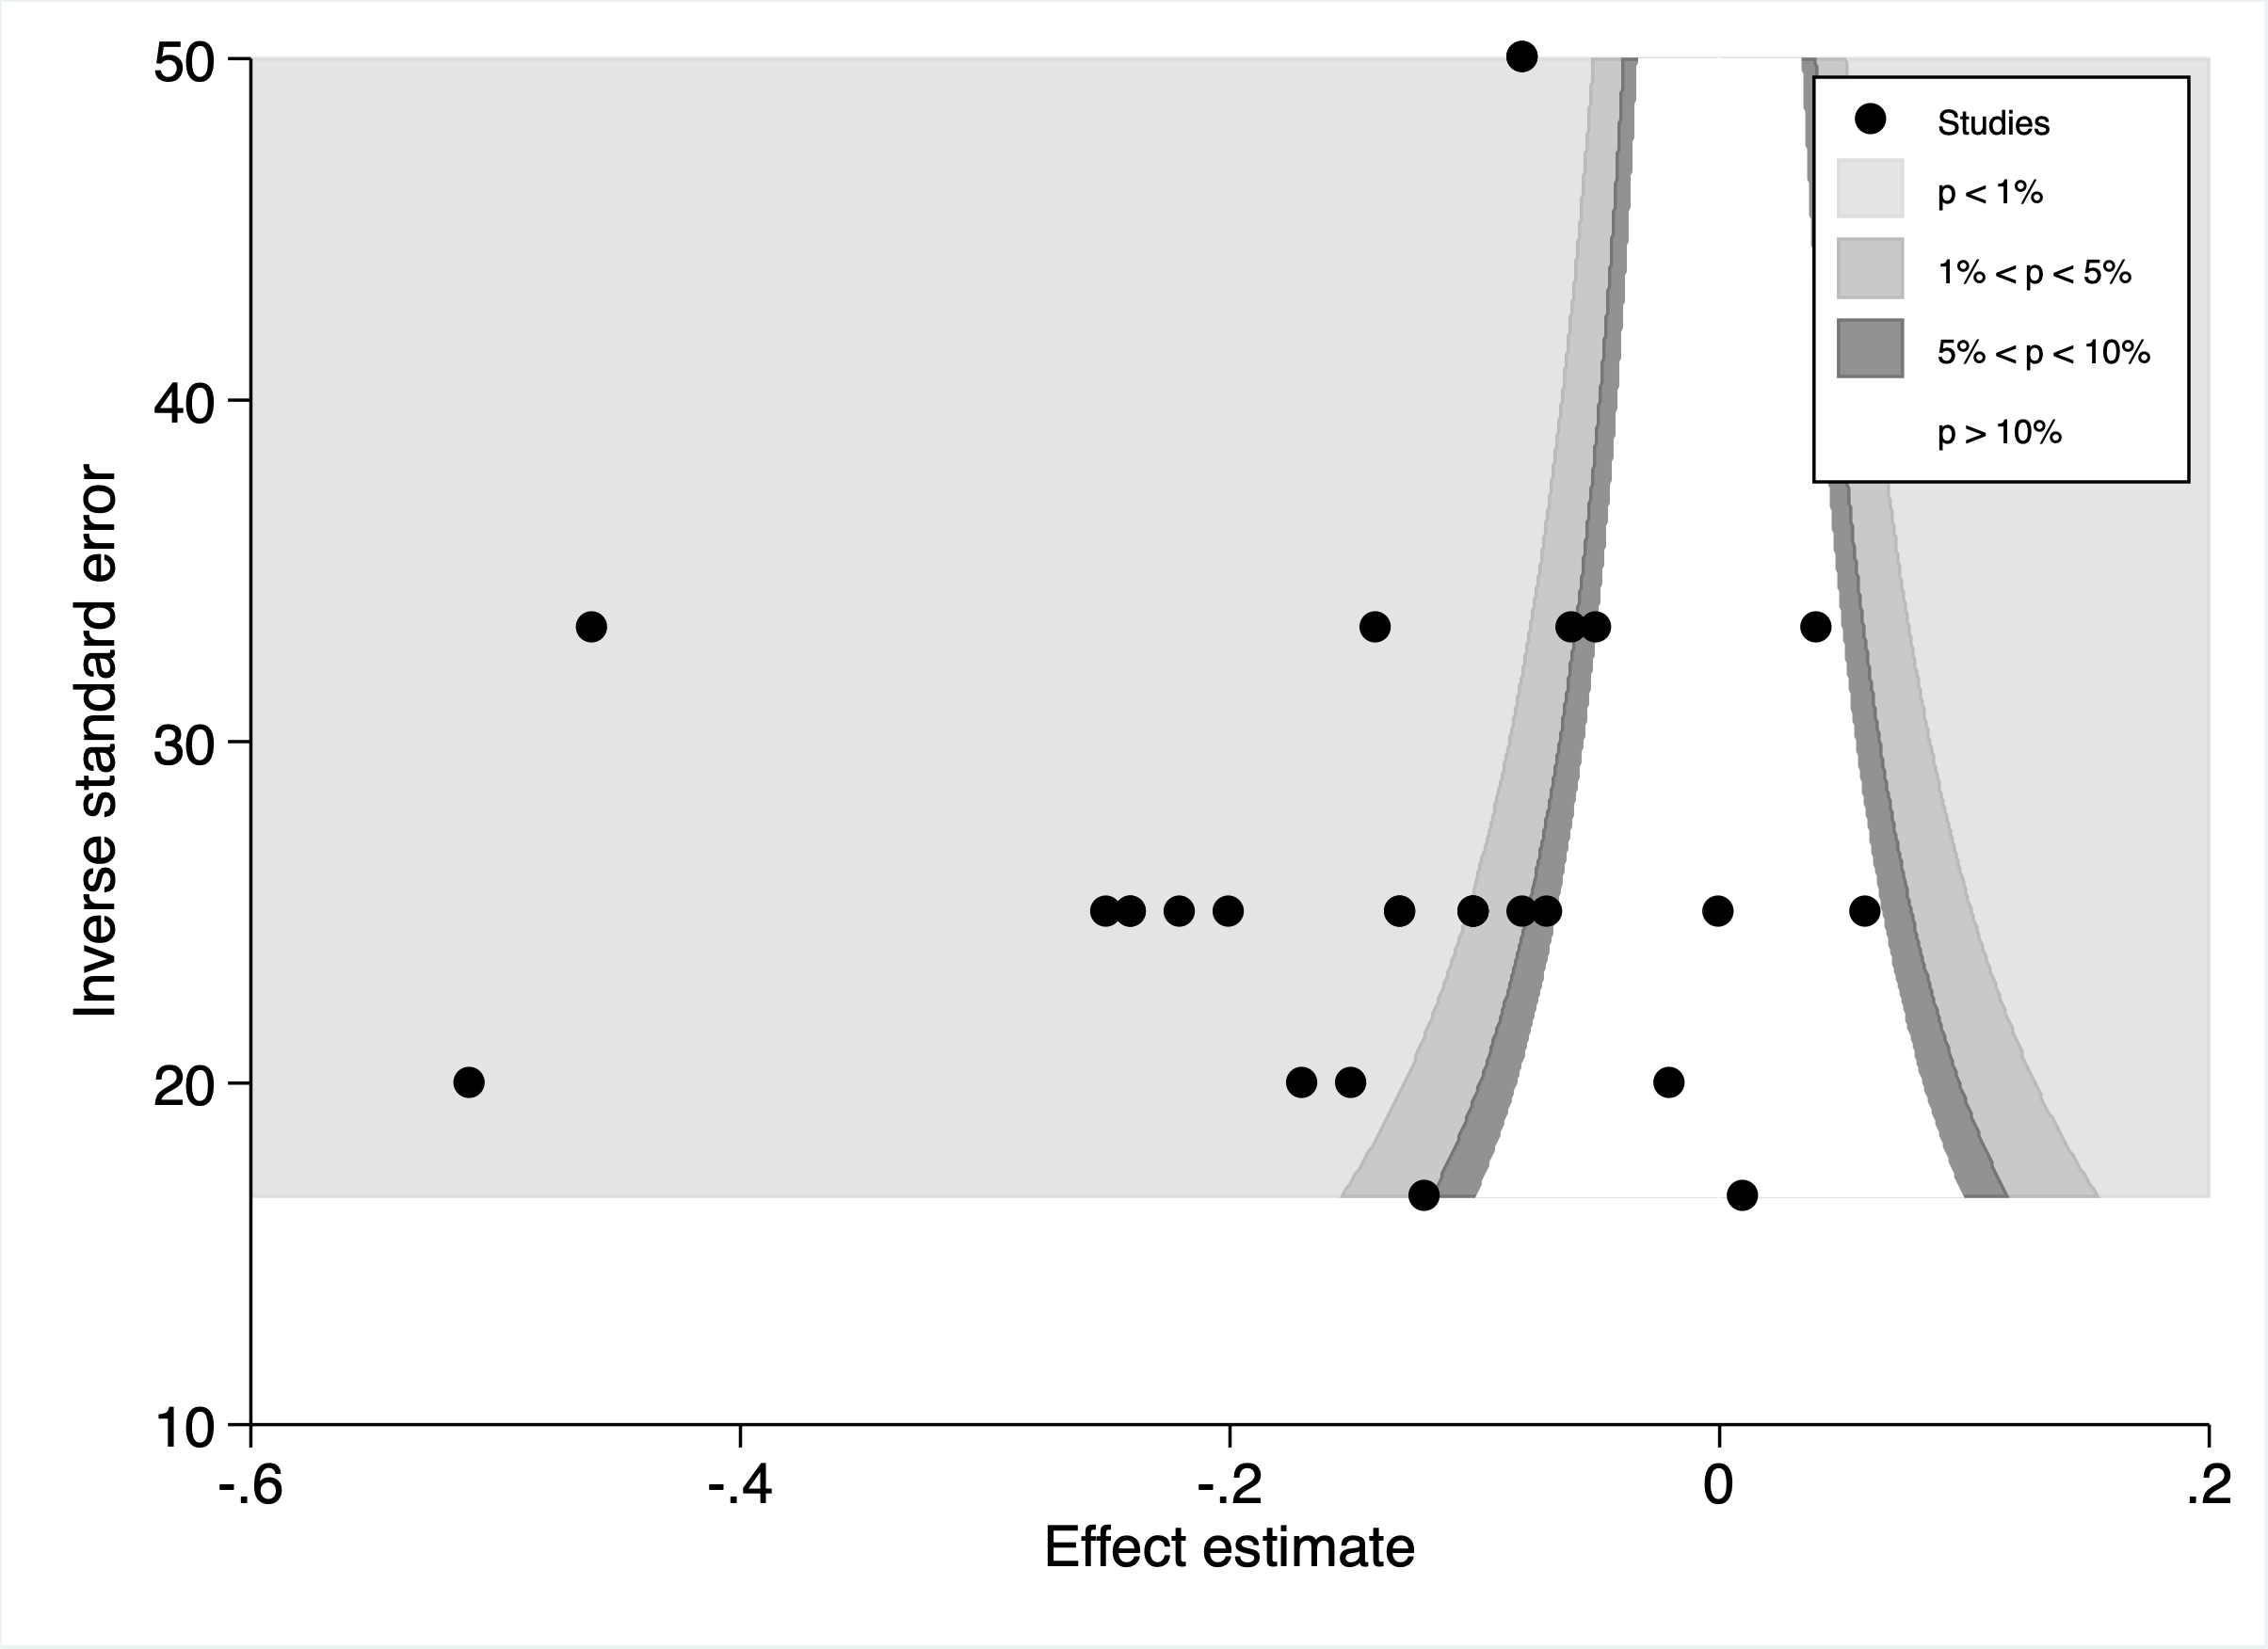 50
40
30
20
10
Inverse standard error
-.6
-.4
-.2
0
.2
Effect estimate
Studies
p < 1%
1% < p < 5%
5% < p < 10%
p > 10%